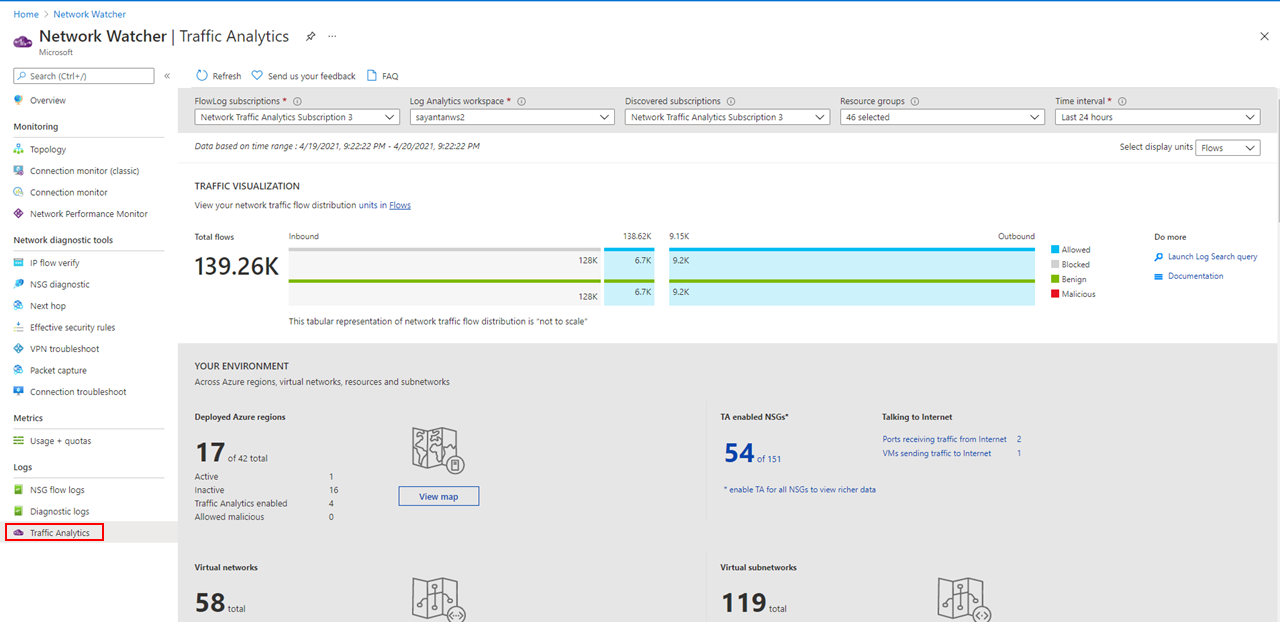 Home > Network Watcher
Network Watcher | Traffic Analytics ...
Microsoft
Search (Ctrl+/) «
Overview
Monitoring
Topology
Connection monitor (classic)
Connection monitor
Network Performance Monitor
Network diagnostic tools
IP flow verify
NSG diagnostic
Next hop
Effective security rules
VPN troubleshoot
Packet capture
Connection troubleshoot
Metrics
Usage + quotas
Logs
NSG flow logs
Diagnostic logs
Traffic Analytics
Refresh Send us your feedback FAQ
FlowLog subscriptions * Log Analytics workspace * Discovered subscriptions Resource groups Time interval *
Network Traffic Analytics Subscription 3 sayantanws2 Network Traffic Analytics Subscription 3 46 selected Last 24 hours
Data based on time range : 4/19/2021, 9:22:22 PM - 4/20/2021, 9:22:22 PM
Select display units Flows
TRAFFIC VISUALIZATION
View your network traffic flow distribution units in Flows
Total flows
139.26K
Inbound 138.62K 9.15K Outbound
128K 6.7K 9.2K
128K 6.7K 9.2K
This tabular representation of network traffic flow distribution is "not to scale"
Allowed
Blocked
Benign
Malicious
Do more
Launch Log Search query
Documentation
YOUR ENVIRONMENT
Across Azure regions, virtual networks, resources and subnetworks
Deployed Azure regions
17 of 42 total
Active 1
Inactive 16
Traffic Analytics enabled 4
Allowed malicious 0
View map
TA enabled NSGs*
54 of 151
* enable TA for all NSGs to view richer data
Talking to Internet
Ports receiving traffic from Internet 2
VMs sending traffic to Internet 1
Virtual networks
58 total
Virtual subnetworks
119 total